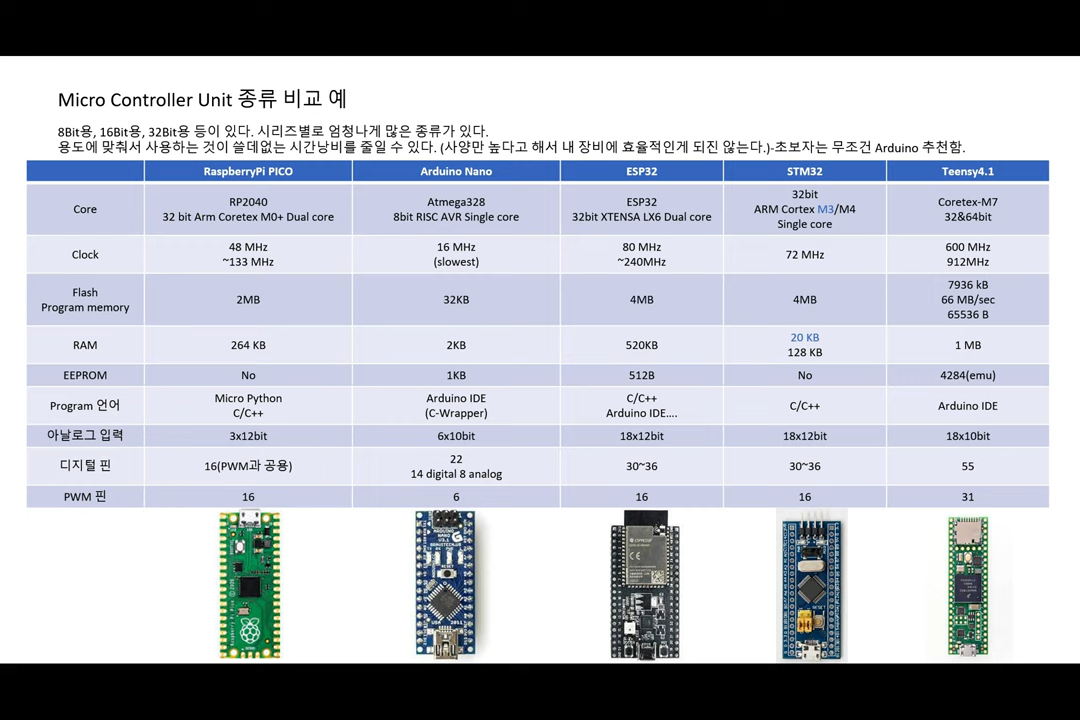 Micro Controller Unit 종류 비교 예
8Bit용, 16Bit용, 32Bit용 등이 있다. 시리즈별로 엄청나게 많은 종류가 있다.
용도에 맞춰서 사용하는 것이 쓸데없는 시간낭비를 줄일 수 있다. (사양만 높다고 해서 내 장비에 효율적인게 되진 않는다.)-초보자는 무조건 Arduino 추천함.
RaspberryPi PICO Arduino Nano ESP32 STM32 Teensy4.1
Core
RP2040
32 bit Arm Coretex M0+ Dual core
Atmega328
8bit RISC AVR Single core
ESP32
32bit XTENSA LX6 Dual core
32bit
ARM Cortex M3/M4
Single core
Coretex-M7
32&64bit
Clock
48 MHz
~133 MHz
16 MHz
(slowest)
80 MHz
~240MHz
72 MHz
600 MHz
912MHz
Flash
Program memory
2MB
32KB
4MB
4MB
7936 kB
66 MB/sec
65536 B
RAM
264 KB
2KB
520KB
20 KB
128 KB
1 MB
EEPROM No 1KB 512B No 4284(emu)
Program 언어
Micro Python
C/C++
Arduino IDE
(C-Wrapper)
C/C++
Arduino IDE....
C/C++
Arduino IDE
아날로그 입력 3x12bit 6x10bit 18x12bit 18x12bit 18x10bit
디지털 핀
16(PWM과 공용)
22
14 digital 8 analog
30~36
30~36
55
PWM 핀 16 6 16 16 31